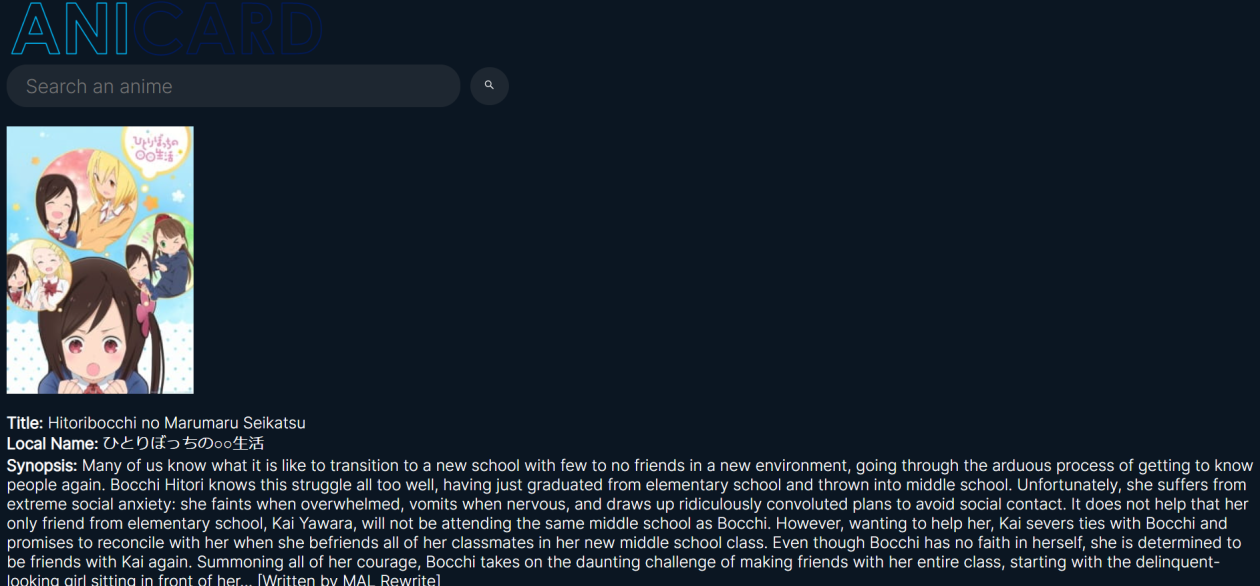 ANICARD
Search an anime
ひとりぼっちの
○○生活
Title: Hitoribocchi no Marumaru Seikatsu
Local Name: ひとりぼっちの○○生活
Synopsis: Many of us know what it is like to transition to a new school with few to no friends in a new environment, going through the arduous process of getting to know
people again. Bocchi Hitori knows this struggle all too well, having just graduated from elementary school and thrown into middle school. Unfortunately, she suffers from
extreme social anxiety: she faints when overwhelmed, vomits when nervous, and draws up ridiculously convoluted plans to avoid social contact. It does not help that her
only friend from elementary school, Kai Yawara, will not be attending the same middle school as Bocchi. However, wanting to help her, Kai severs ties with Bocchi and
promises to reconcile with her when she befriends all of her classmates in her new middle school class. Even though Bocchi has no faith in herself, she is determined to
be friends with Kai again. Summoning all of her courage, Bocchi takes on the daunting challenge of making friends with her entire class, starting with the delinquent-
looking girl sitting in front of her... [Written by MAL Rewrite]